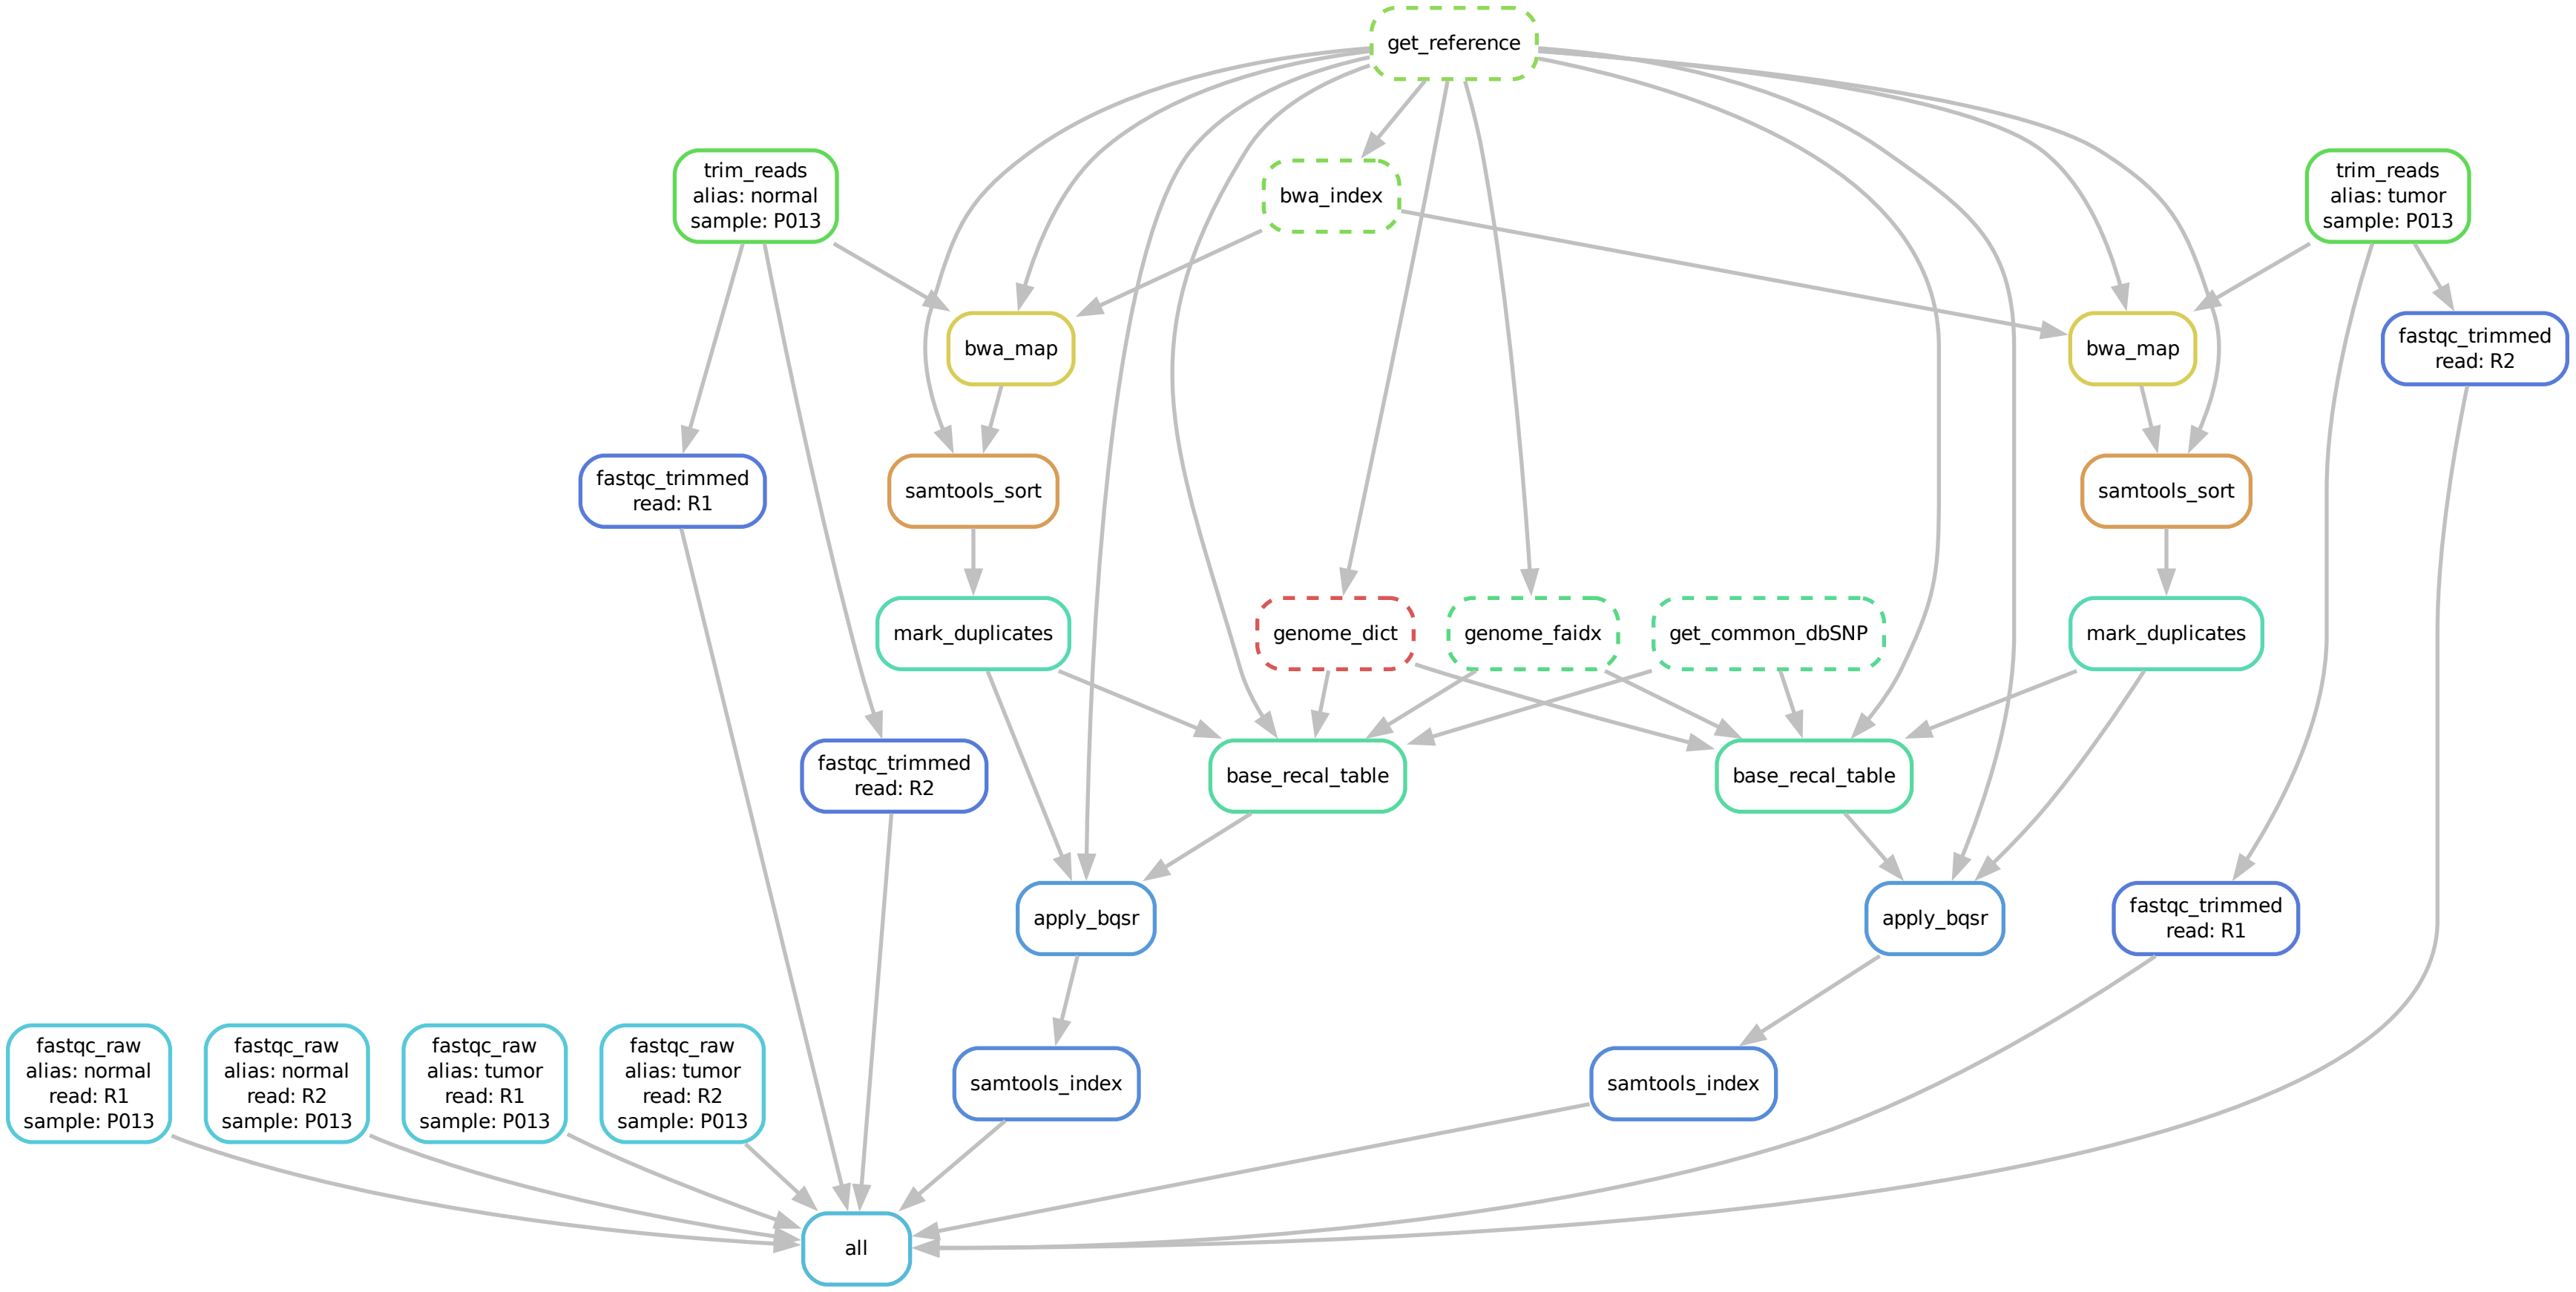 get_reference
trim_reads
alias: normal
sample: P013
bwa_index
trim_reads
alias: tumor
sample: P013
bwa_map
bwa_map
fastqc_trimmed
read: R2
fastqc_trimmed
read: R1
samtools_sort
samtools_sort
mark_duplicates
genome_dict
genome_faidx
get_common_dbSNP
mark_duplicates
fastqc_trimmed
read: R2
base_recal_table
base_recal_table
apply_bqsr
apply_bqsr
fastqc_trimmed
read: R1
fastqc_raw
alias: normal
read: R1
sample: P013
fastqc_raw
alias: normal
read: R2
sample: P013
fastqc_raw
alias: tumor
read: R1
sample: P013
fastqc_raw
alias: tumor
read: R2
sample: P013
samtools_index
samtools_index
all